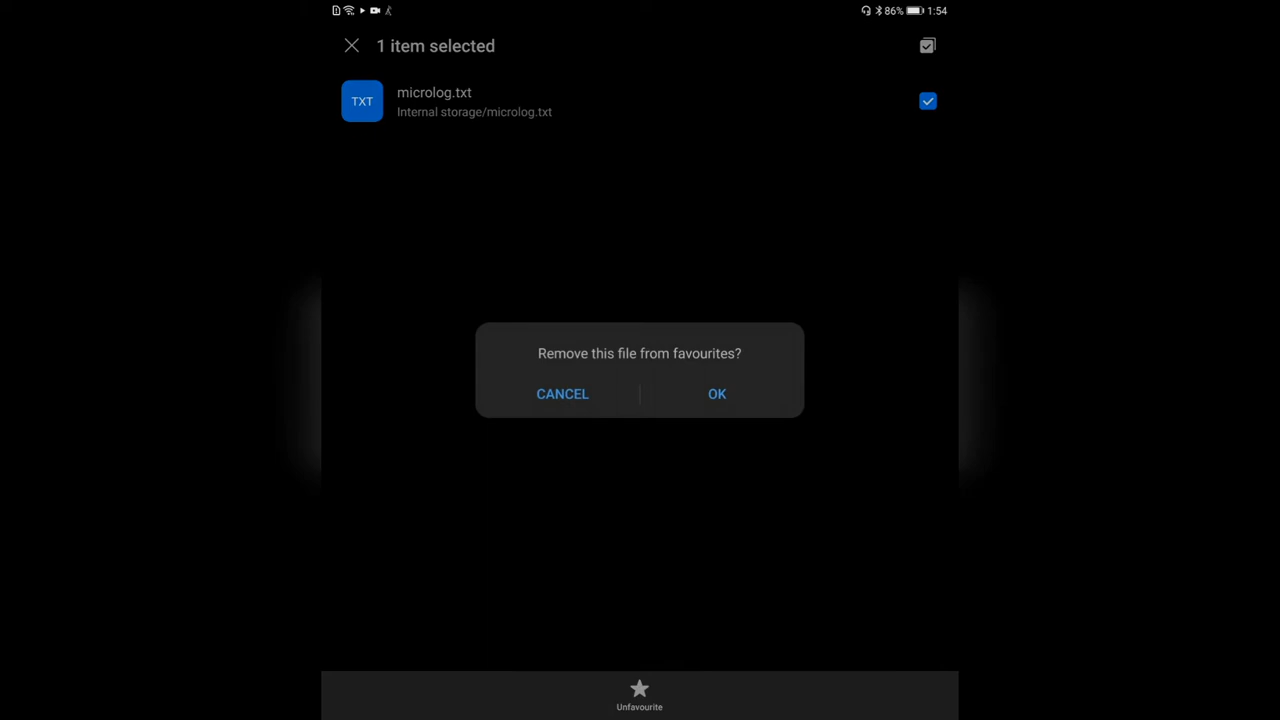 86% 1:54
1 item selected
TXT
microlog.txt
Internal storage/microlog.txt
Remove this file from favourites?
CANCEL OK
Unfavourite